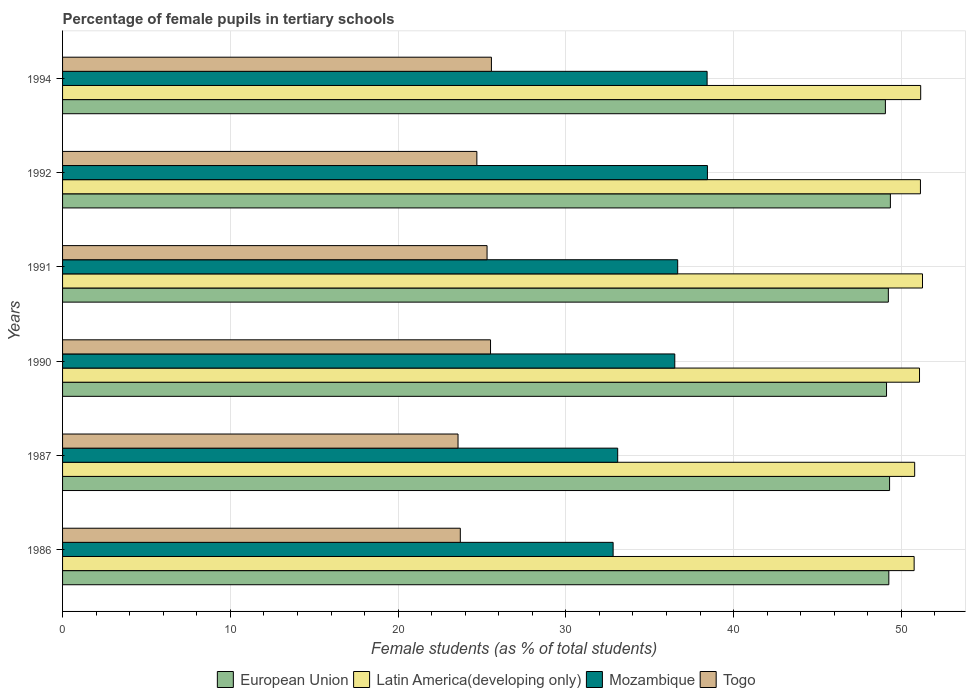 Percentage of female pupils in tertiary schools
1994
1992
1991
1990
1987
1986
Years
0
10
20
30
40
50
Female students (as % of total students)
European Union
Latin America(developing only)
Mozambique
Togo